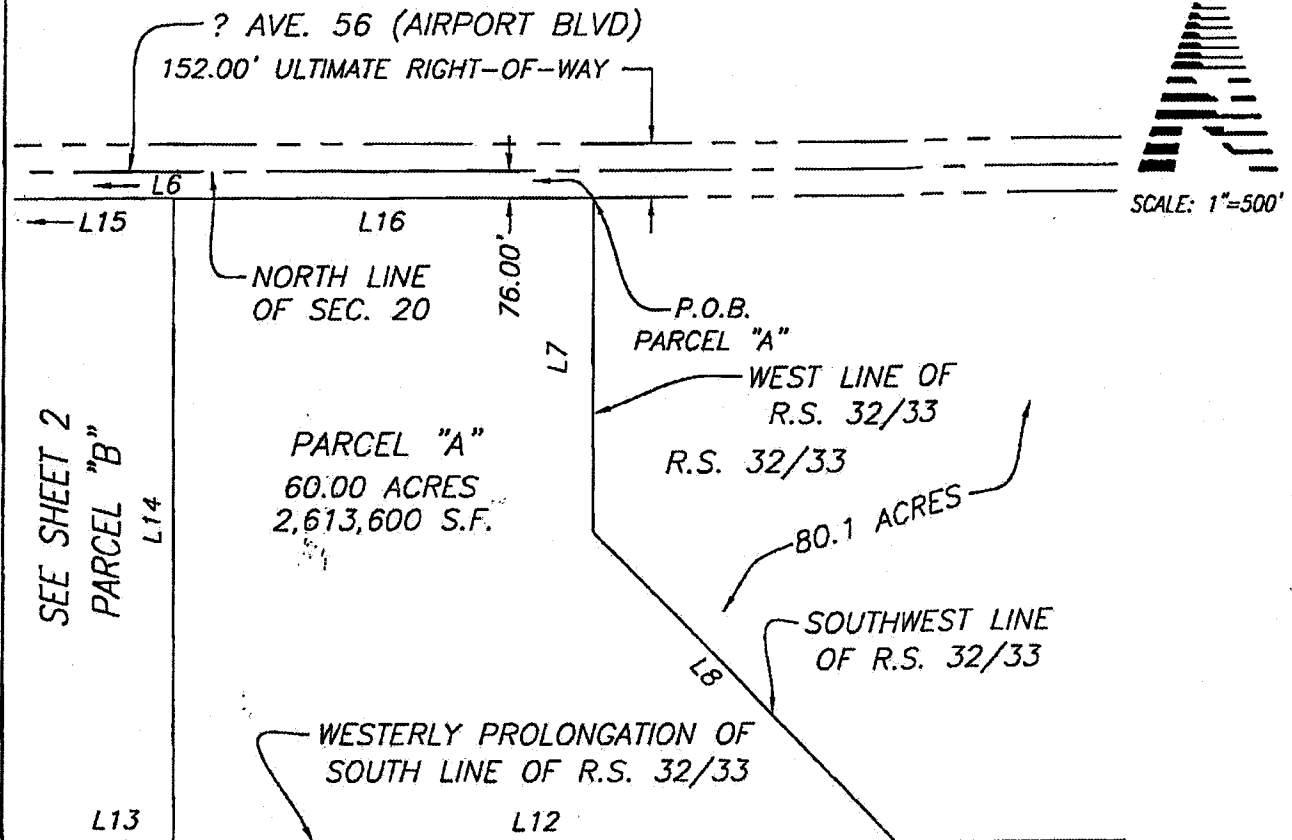 ? AVE. 56 (AIRPORT BLVD)
152.00' ULTIMATE RIGHT-OF-WAY
L6
SCALE: 1"=500'
L15
L16
76.00'
NORTH LINE
OF SEC. 20
P.O.B.
PARCEL "A"
L7
WEST LINE OF
R.S. 32/33
R.S. 32/33
SEE SHEET 2
PARCEL "B"
L14
PARCEL "A"
60.00 ACRES
2,613,600 S.F.
80.1 ACRES
SOUTHWEST LINE
OF R.S. 32/33
L8
WESTERLY PROLONGATION OF
SOUTH LINE OF R.S. 32/33
L13
L12